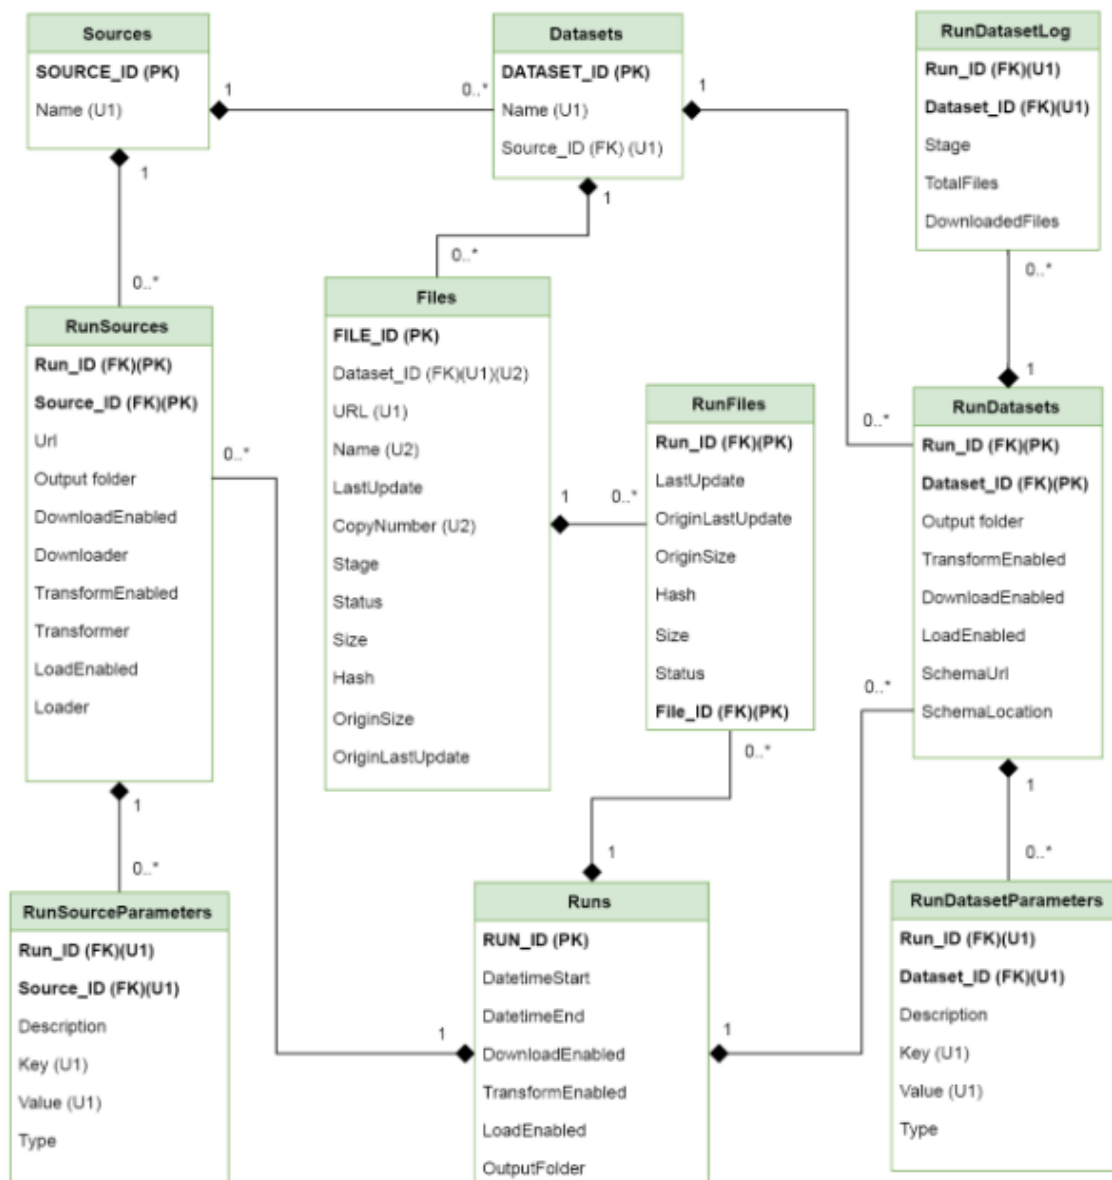 Sources
SOURCE_ID (PK)
Name (U1)
1
0..*
Datasets
DATASET_ID (PK)
Name (U1)
Source_ID (FK) (U1)
1
RunDatasetLog
Run_ID (FK)(U1)
Dataset_ID (FK)(U1)
Stage
TotalFiles
DownloadedFiles
1
0..*
1
0..*
0..*
1
0..*
RunSources
Run_ID (FK)(PK)
Source_ID (FK)(PK)
Url
Output folder
DownloadEnabled
Downloader
TransformEnabled
Transformer
LoadEnabled
Loader
0..*
Files
FILE_ID (PK)
Dataset_ID (FK)(U1)(U2)
URL (U1)
Name (U2)
LastUpdate
CopyNumber (U2)
Stage
Status
Size
Hash
OriginSize
OriginLastUpdate
1
0..*
RunFiles
Run_ID (FK)(PK)
LastUpdate
OriginLastUpdate
OriginSize
Hash
Size
Status
File_ID (FK)(PK)
0..*
0..*
RunDatasets
Run_ID (FK)(PK)
Dataset_ID (FK)(PK)
Output folder
TransformEnabled
DownloadEnabled
LoadEnabled
SchemaUrl
SchemaLocation
0..*
1
0..*
1
1
0..*
RunSourceParameters
Run_ID (FK)(U1)
Source_ID (FK)(U1)
Description
Key (U1)
Value (U1)
Type
1
Runs
RUN_ID (PK)
DatetimeStart
DatetimeEnd
DownloadEnabled
TransformEnabled
LoadEnabled
OutputFolder
1
RunDatasetParameters
Run_ID (FK)(U1)
Dataset_ID (FK)(U1)
Description
Key (U1)
Value (U1)
Type